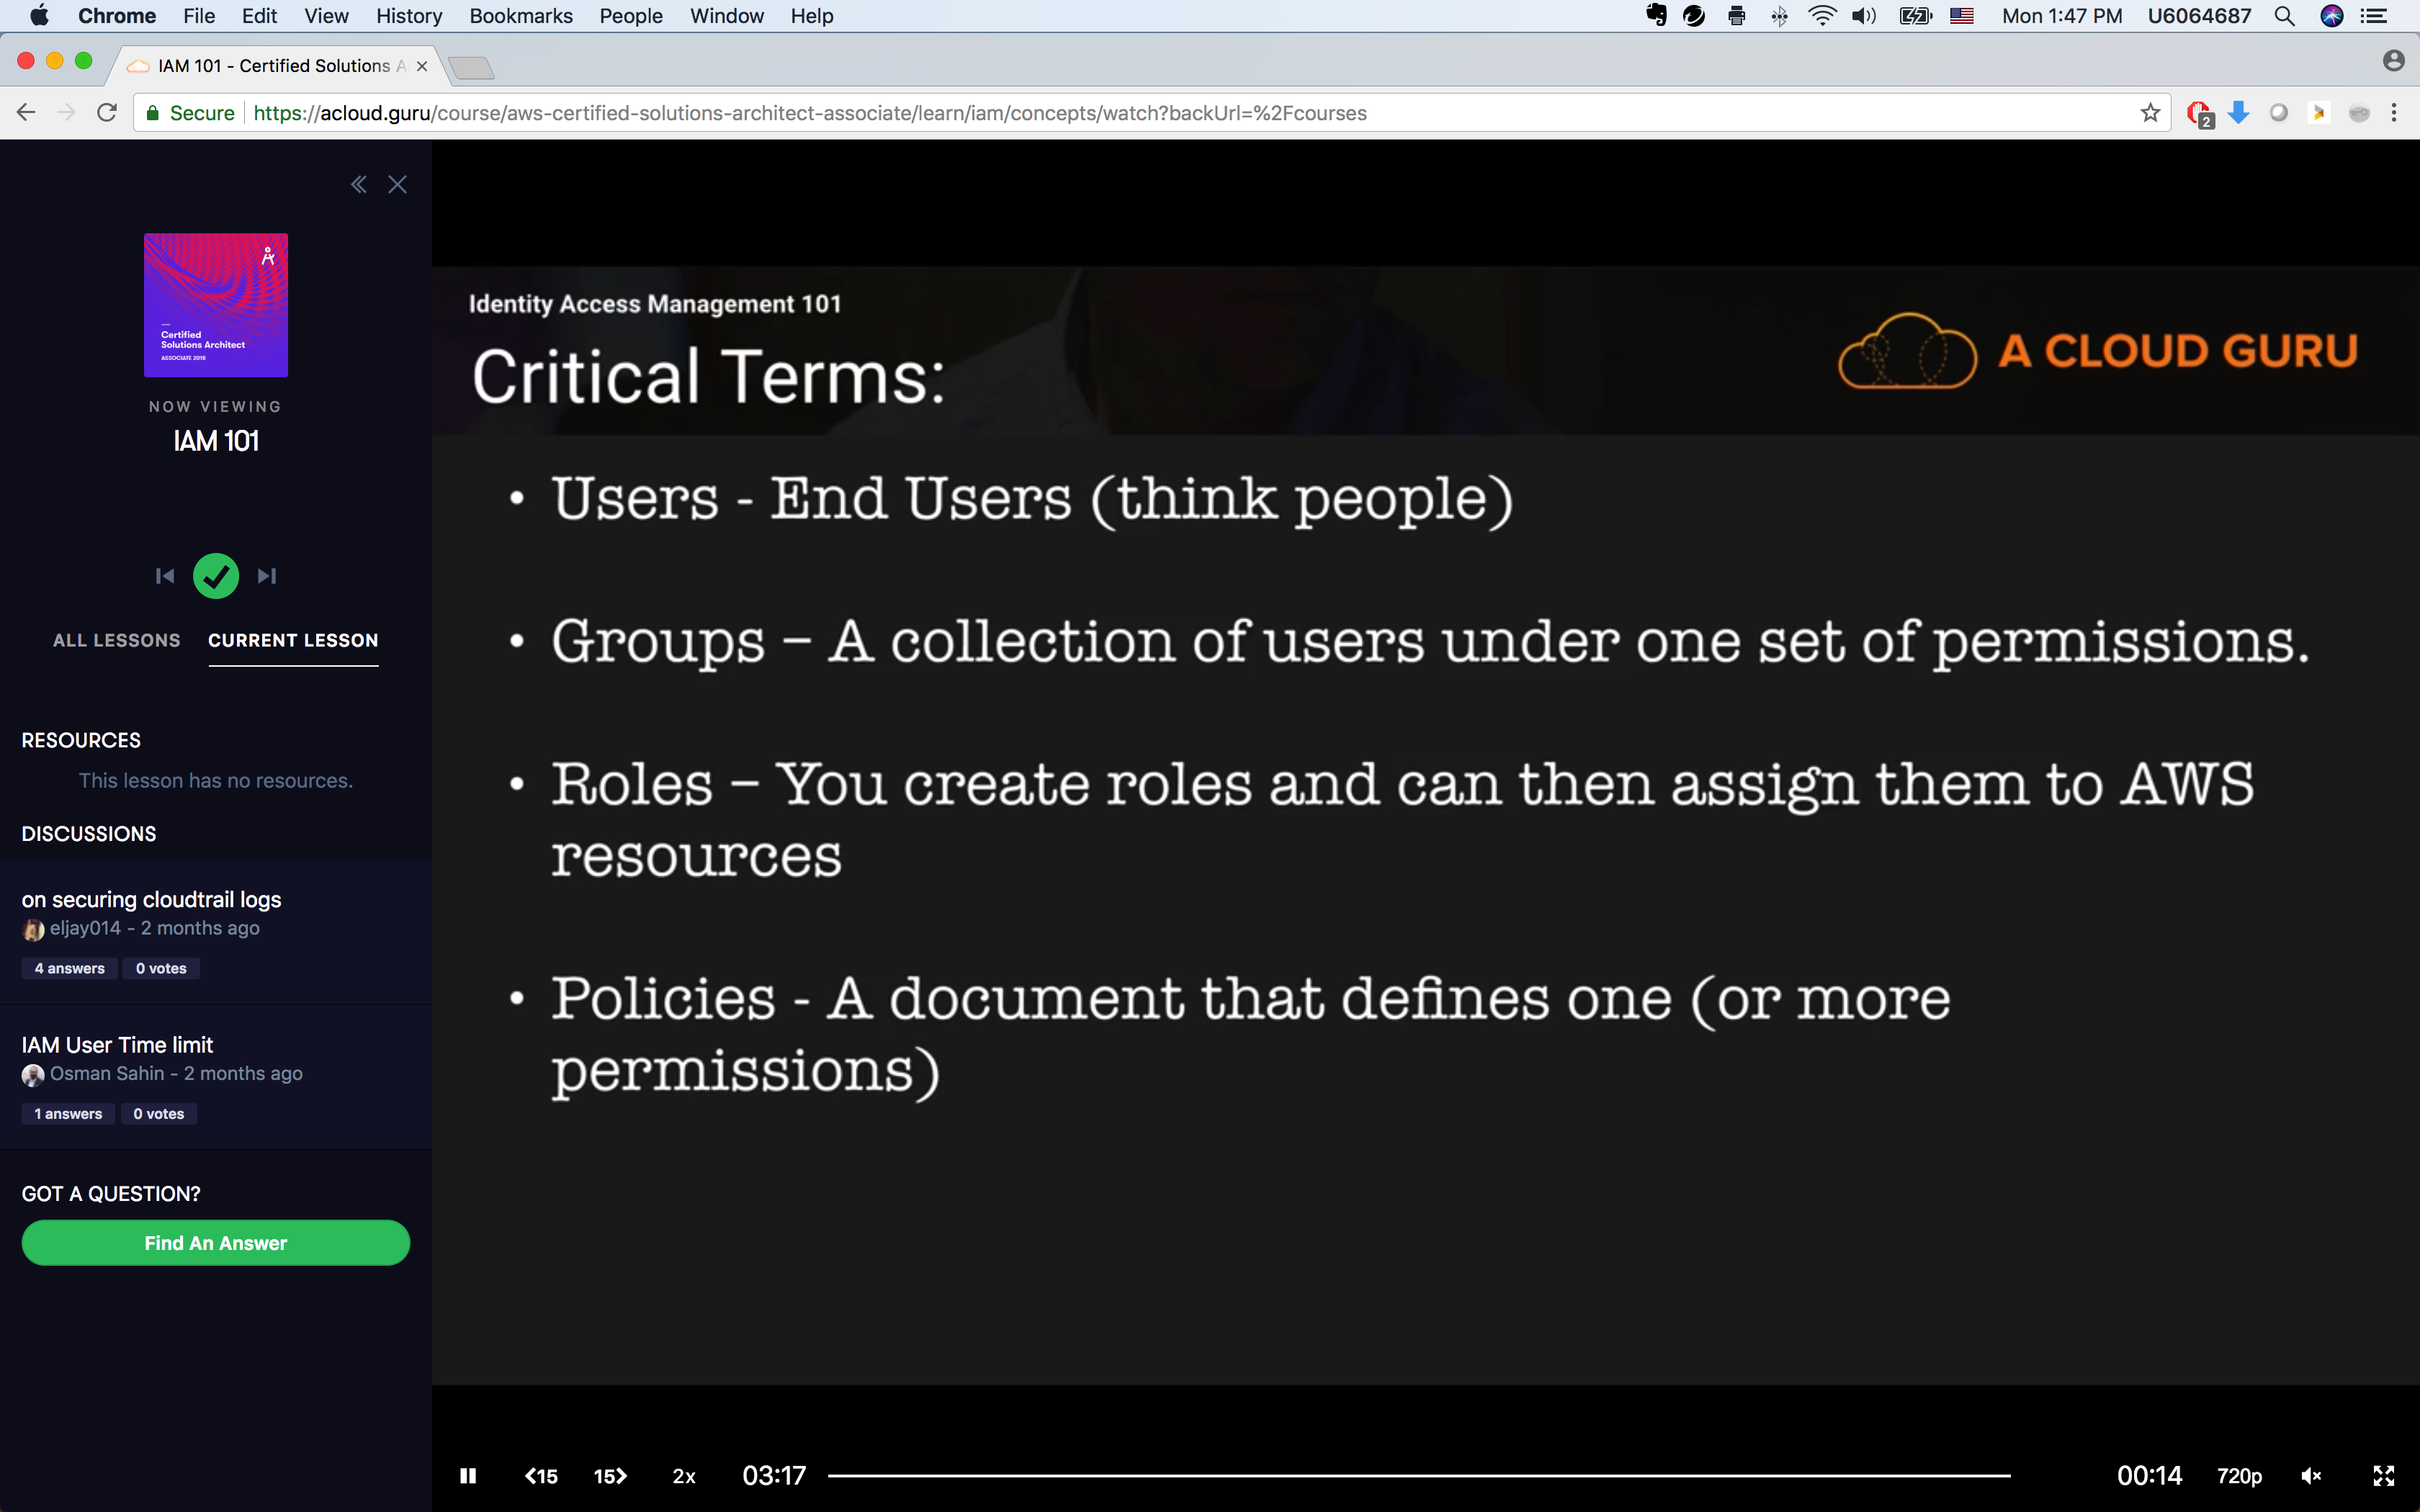 Chrome File Edit View History Bookmarks People Window Help Mon 1:47 PM U6064687
IAM 101 - Certified Solutions A
Secure https://acloud.guru/course/aws-certified-solutions-architect-associate/learn/iam/concepts/watch?backUrl=%2Fcourses 2
Certified
Solutions Architect
ASSOCIATE 2018
NOW VIEWING
IAM 101
ALL LESSONS CURRENT LESSON
RESOURCES
This lesson has no resources.
DISCUSSIONS
on securing cloudtrail logs
eljay014 - 2 months ago
4 answers 0 votes
IAM User Time limit
Osman Sahin - 2 months ago
1 answers 0 votes
GOT A QUESTION?
Find An Answer
Identity Access Management 101
Critical Terms:
A CLOUD GURU
• Users - End Users (think people)
• Groups – A collection of users under one set of permissions.
• Roles – You create roles and can then assign them to AWS
resources
• Policies - A document that defines one (or more
permissions)
<15 15> 2x 03:17 00:14 720p